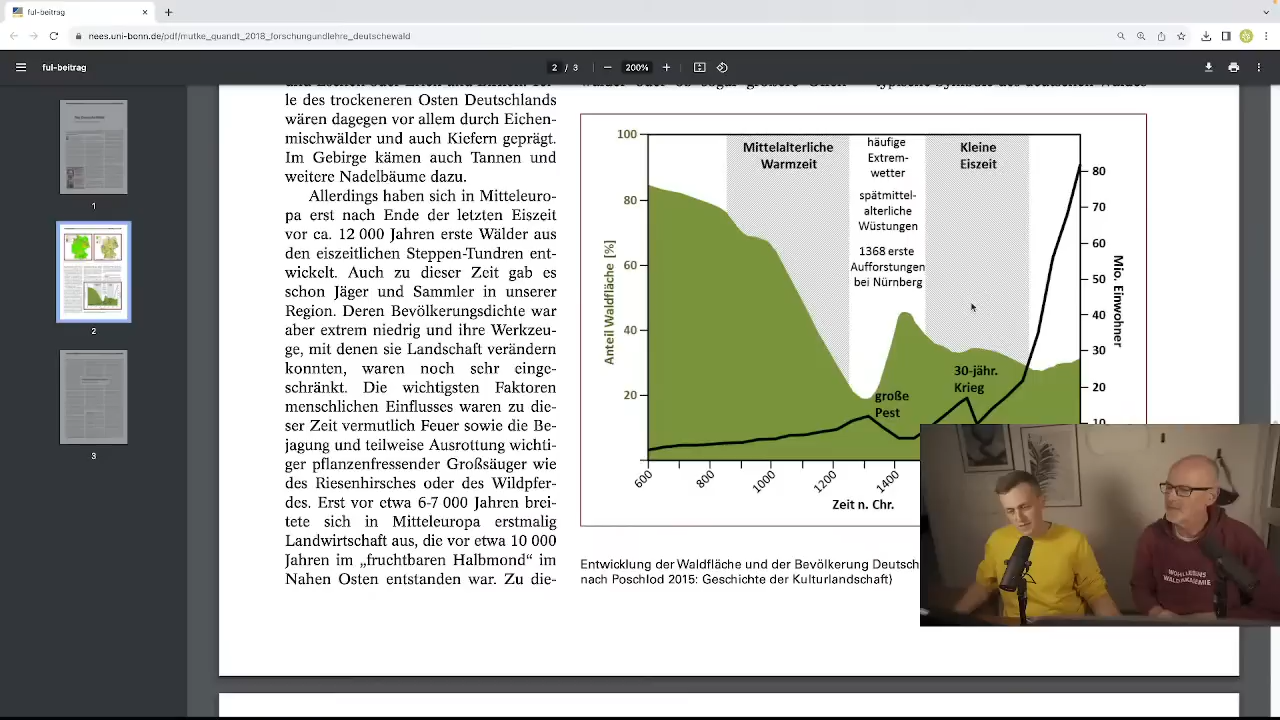 ful-beitrag
nees.uni-bonn.de/pdf/mutke_quandt_2018_forschungundlehre_deutschewald
ful-beitrag
2 / 3
200%
1
2
3
le des trockeneren Osten Deutschlands
wären dagegen vor allem durch Eichen-
mischwälder und auch Kiefern geprägt.
Im Gebirge kämen auch Tannen und
weitere Nadelbäume dazu.
Allerdings haben sich in Mitteleuro-
pa erst nach Ende der letzten Eiszeit
vor ca. 12 000 Jahren erste Wälder aus
den eiszeitlichen Steppen-Tundren ent-
wickelt. Auch zu dieser Zeit gab es
schon Jäger und Sammler in unserer
Region. Deren Bevölkerungsdichte war
aber extrem niedrig und ihre Werkzeu-
ge, mit denen sie Landschaft verändern
konnten, waren noch sehr einge-
schränkt. Die wichtigsten Faktoren
menschlichen Einflusses waren zu die-
ser Zeit vermutlich Feuer sowie die Be-
jagung und teilweise Ausrottung wichti-
ger pflanzenfressender Großsäuger wie
des Riesenhirsches oder des Wildpfer-
des. Erst vor etwa 6-7 000 Jahren brei-
tete sich in Mitteleuropa erstmalig
Landwirtschaft aus, die vor etwa 10 000
Jahren im „fruchtbaren Halbmond“ im
Nahen Osten entstanden war. Zu die-
Anteil Waldfläche [%]
100
80
60
40
20
Mittelalterliche
Warmzeit
häufige
Extrem-
wetter
spätmittel-
alterliche
Wüstungen
1368 erste
Aufforstungen
bei Nürnberg
Kleine
Eiszeit
große
Pest
30-jähr.
Krieg
80
70
60
50
40
30
20
10
Mio. Einwohner
600
800
1000
1200
1400
Zeit n. Chr.
Entwicklung der Waldfläche und der Bevölkerung Deutsch
nach Poschlod 2015: Geschichte der Kulturlandschaft)
WOHLLEBENS
WALDAKADEMIE